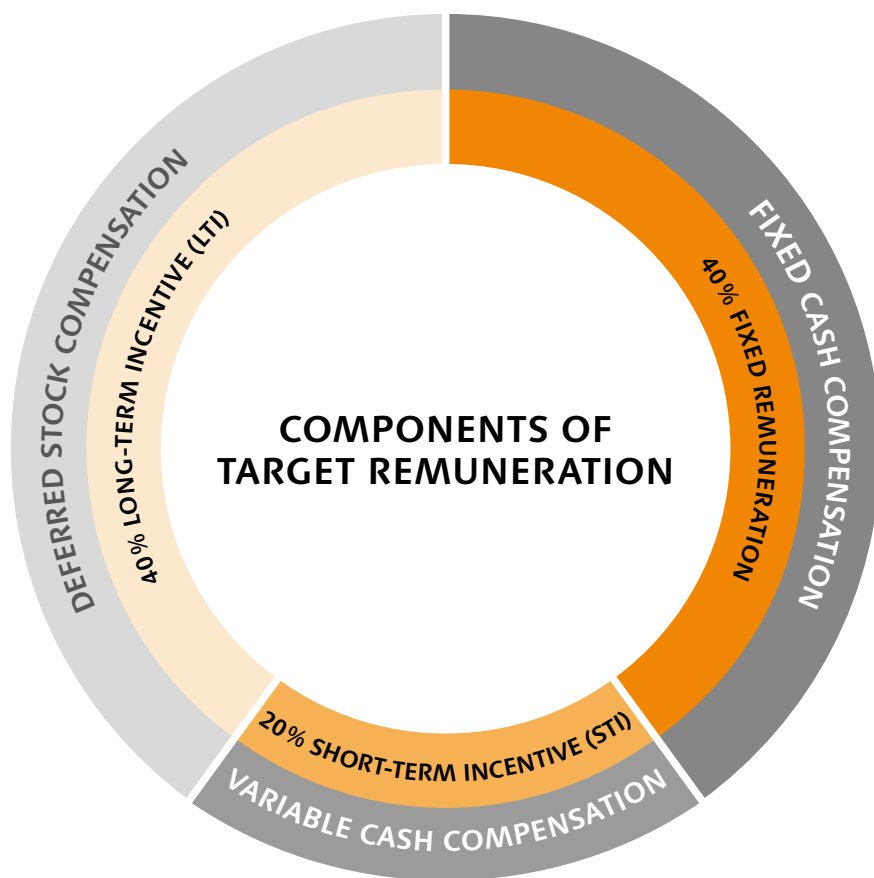 COMPONENTS OF
TARGET REMUNERATION
FIXED CASH COMPENSATION
40% FIXED REMUNERATION
VARIABLE CASH COMPENSATION
20% SHORT-TERM INCENTIVE (STI)
DEFERRED STOCK COMPENSATION
40% LONG-TERM INCENTIVE (LTI)